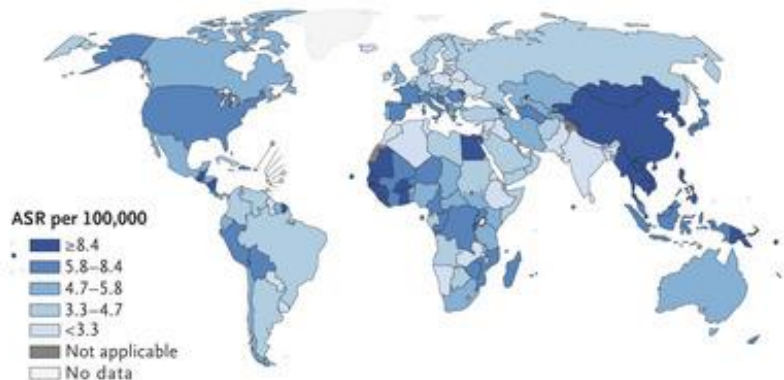 ASR per 100,000
≥8.4
5.8–8.4
4.7–5.8
3.3–4.7
<3.3
Not applicable
No data